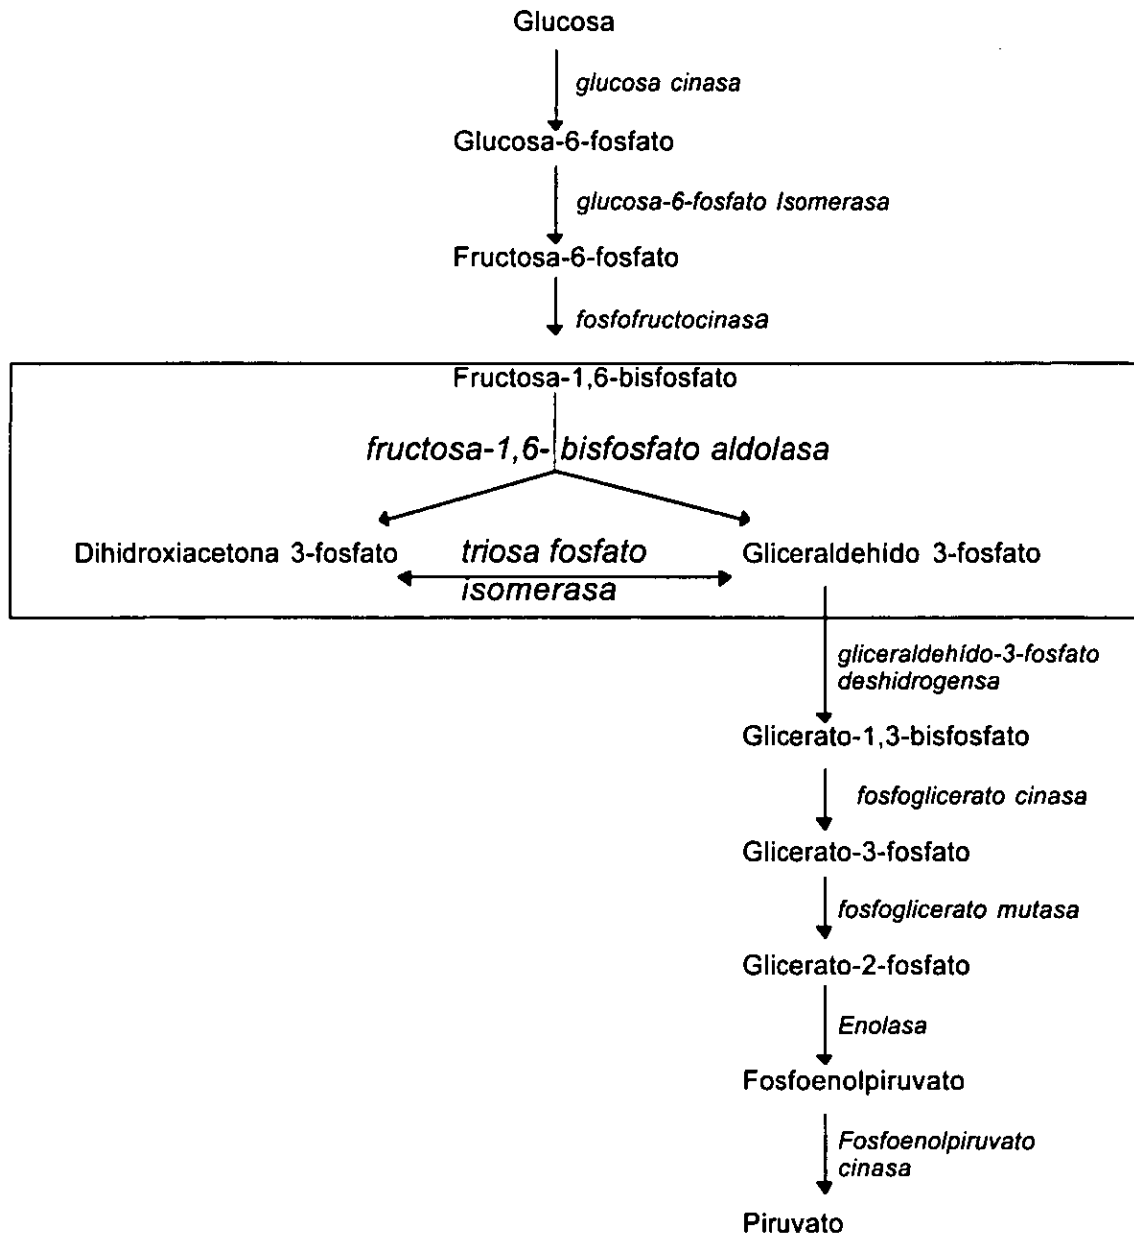 Glucosa
glucosa cinasa
Glucosa-6-fosfato
glucosa-6-fosfato Isomerasa
Fructosa-6-fosfato
fosfofructocinasa
Fructosa-1,6-bisfosfato
fructosa-1,6- bisfosfato aldolasa
Dihidroxiacetona 3-fosfato
triosa fosfato
isomerasa
Gliceraldehído 3-fosfato
gliceraldehído-3-fosfato
deshidrogensa
Glicerato-1,3-bisfosfato
fosfoglicerato cinasa
Glicerato-3-fosfato
fosfoglicerato mutasa
Glicerato-2-fosfato
Enolasa
Fosfoenolpiruvato
Fosfoenolpiruvato
cinasa
Piruvato